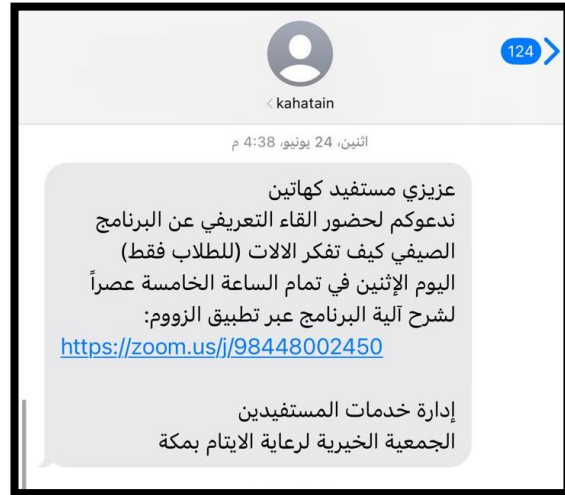 124
kahatain
اثنين، 24 يونيو، 4:38 م
عزيزي مستفيد كهاتين
ندعوكم لحضور القاء التعريفي عن البرنامج
الصيفي كيف تفكر الالات (للطلاب فقط)
اليوم الإثنين في تمام الساعة الخامسة عصراً
لشرح آلية البرنامج عبر تطبيق الزووم:
https://zoom.us/j/98448002450
إدارة خدمات المستفيدين
الجمعية الخيرية لرعاية الايتام بمكة